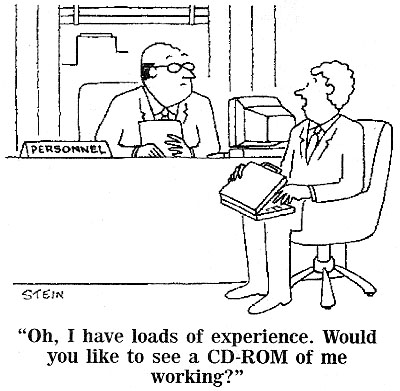 PERSONNEL
STEIN
“Oh, I have loads of experience. Would
you like to see a CD-ROM of me
working?”